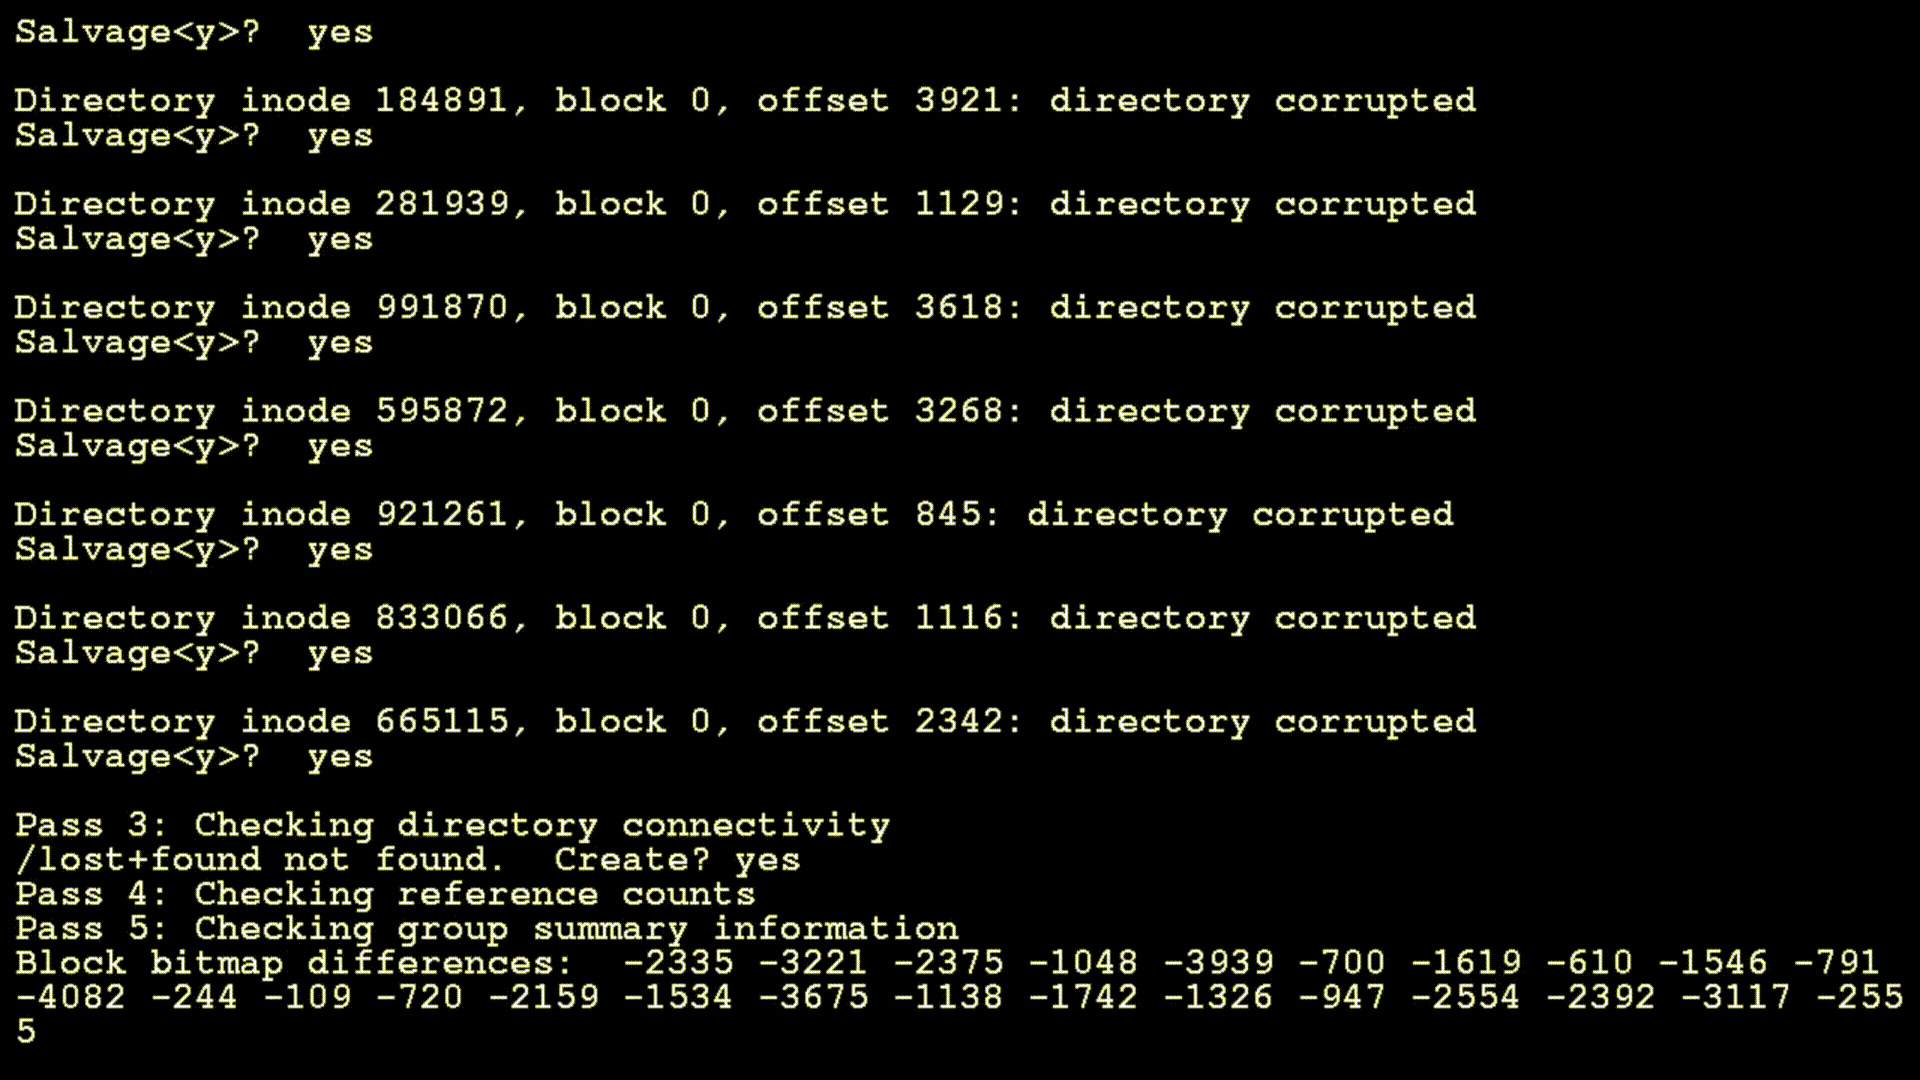 Salvage<y>?  yes
Directory inode 184891, block 0, offset 3921: directory corrupted
Salvage<y>?  yes
Directory inode 281939, block 0, offset 1129: directory corrupted
Salvage<y>?  yes
Directory inode 991870, block 0, offset 3618: directory corrupted
Salvage<y>?  yes
Directory inode 595872, block 0, offset 3268: directory corrupted
Salvage<y>?  yes
Directory inode 921261, block 0, offset 845: directory corrupted
Salvage<y>?  yes
Directory inode 833066, block 0, offset 1116: directory corrupted
Salvage<y>?  yes
Directory inode 665115, block 0, offset 2342: directory corrupted
Salvage<y>?  yes
Pass 3: Checking directory connectivity
/lost+found not found.  Create? yes
Pass 4: Checking reference counts
Pass 5: Checking group summary information
Block bitmap differences:  -2335 -3221 -2375 -1048 -3939 -700 -1619 -610 -1546 -791
-4082 -244 -109 -720 -2159 -1534 -3675 -1138 -1742 -1326 -947 -2554 -2392 -3117 -255
5